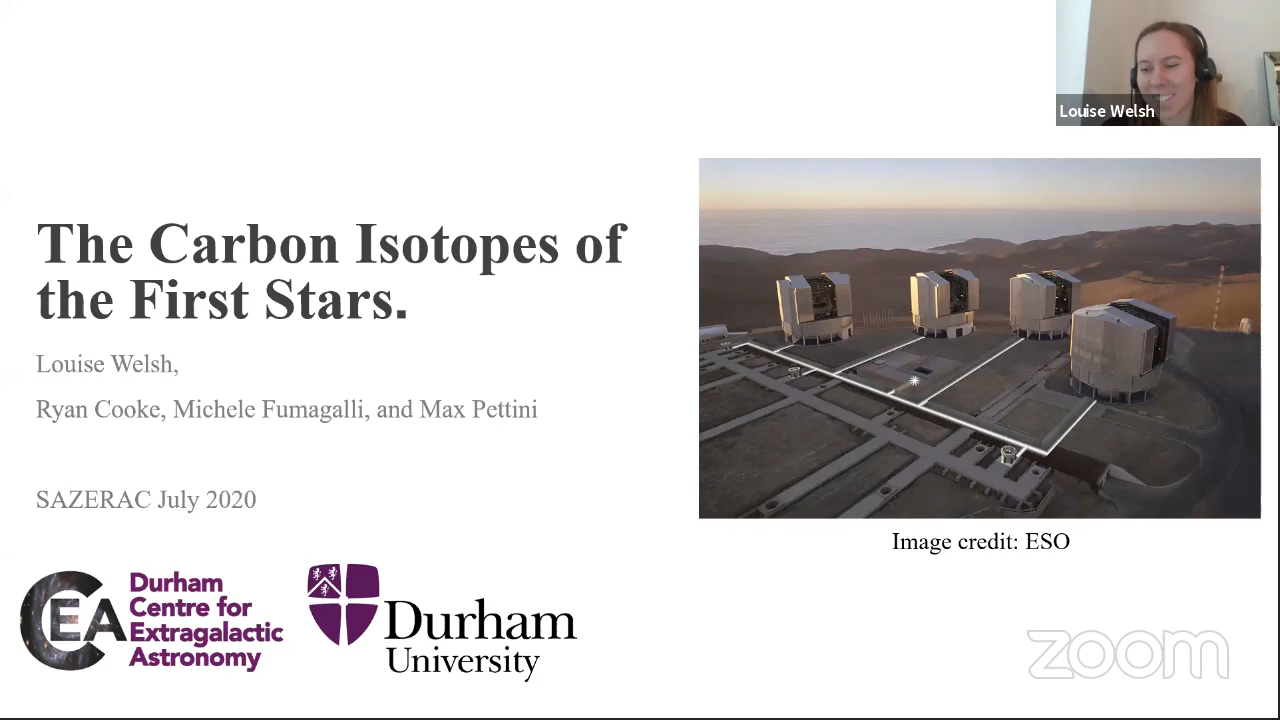 Louise Welsh
The Carbon Isotopes of
the First Stars.
Louise Welsh,
Ryan Cooke, Michele Fumagalli, and Max Pettini
SAZERAC July 2020
Image credit: ESO
CEA
Durham
Centre for
Extragalactic
Astronomy
Durham
University
zoom